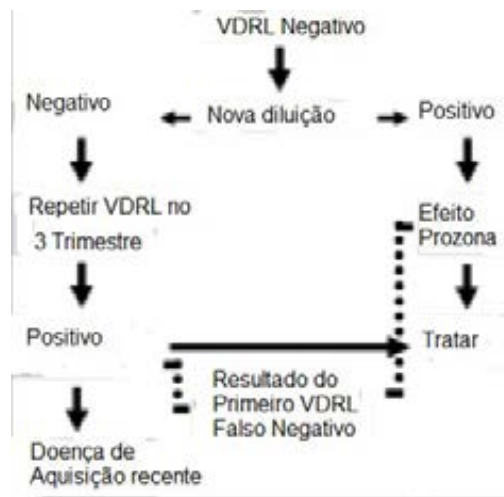 VDRL Negativo
Negativo
Nova diluição
Positivo
Repetir VDRL no
3 Trimestre
Efeito
Prozona
Positivo
Tratar
Resultado do
Primeiro VDRL
Falso Negativo
Doença de
Aquisição recente